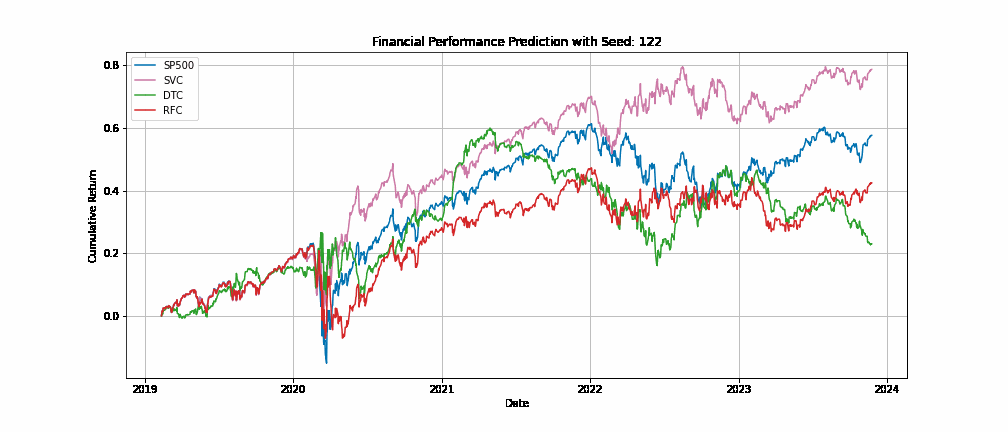 Financial Performance Prediction with Seed: 122
SP500
SVC
DTC
RFC
Cumulative Return
0.8
0.6
0.4
0.2
0.0
2019 2020 2021 2022 2023 2024
Date